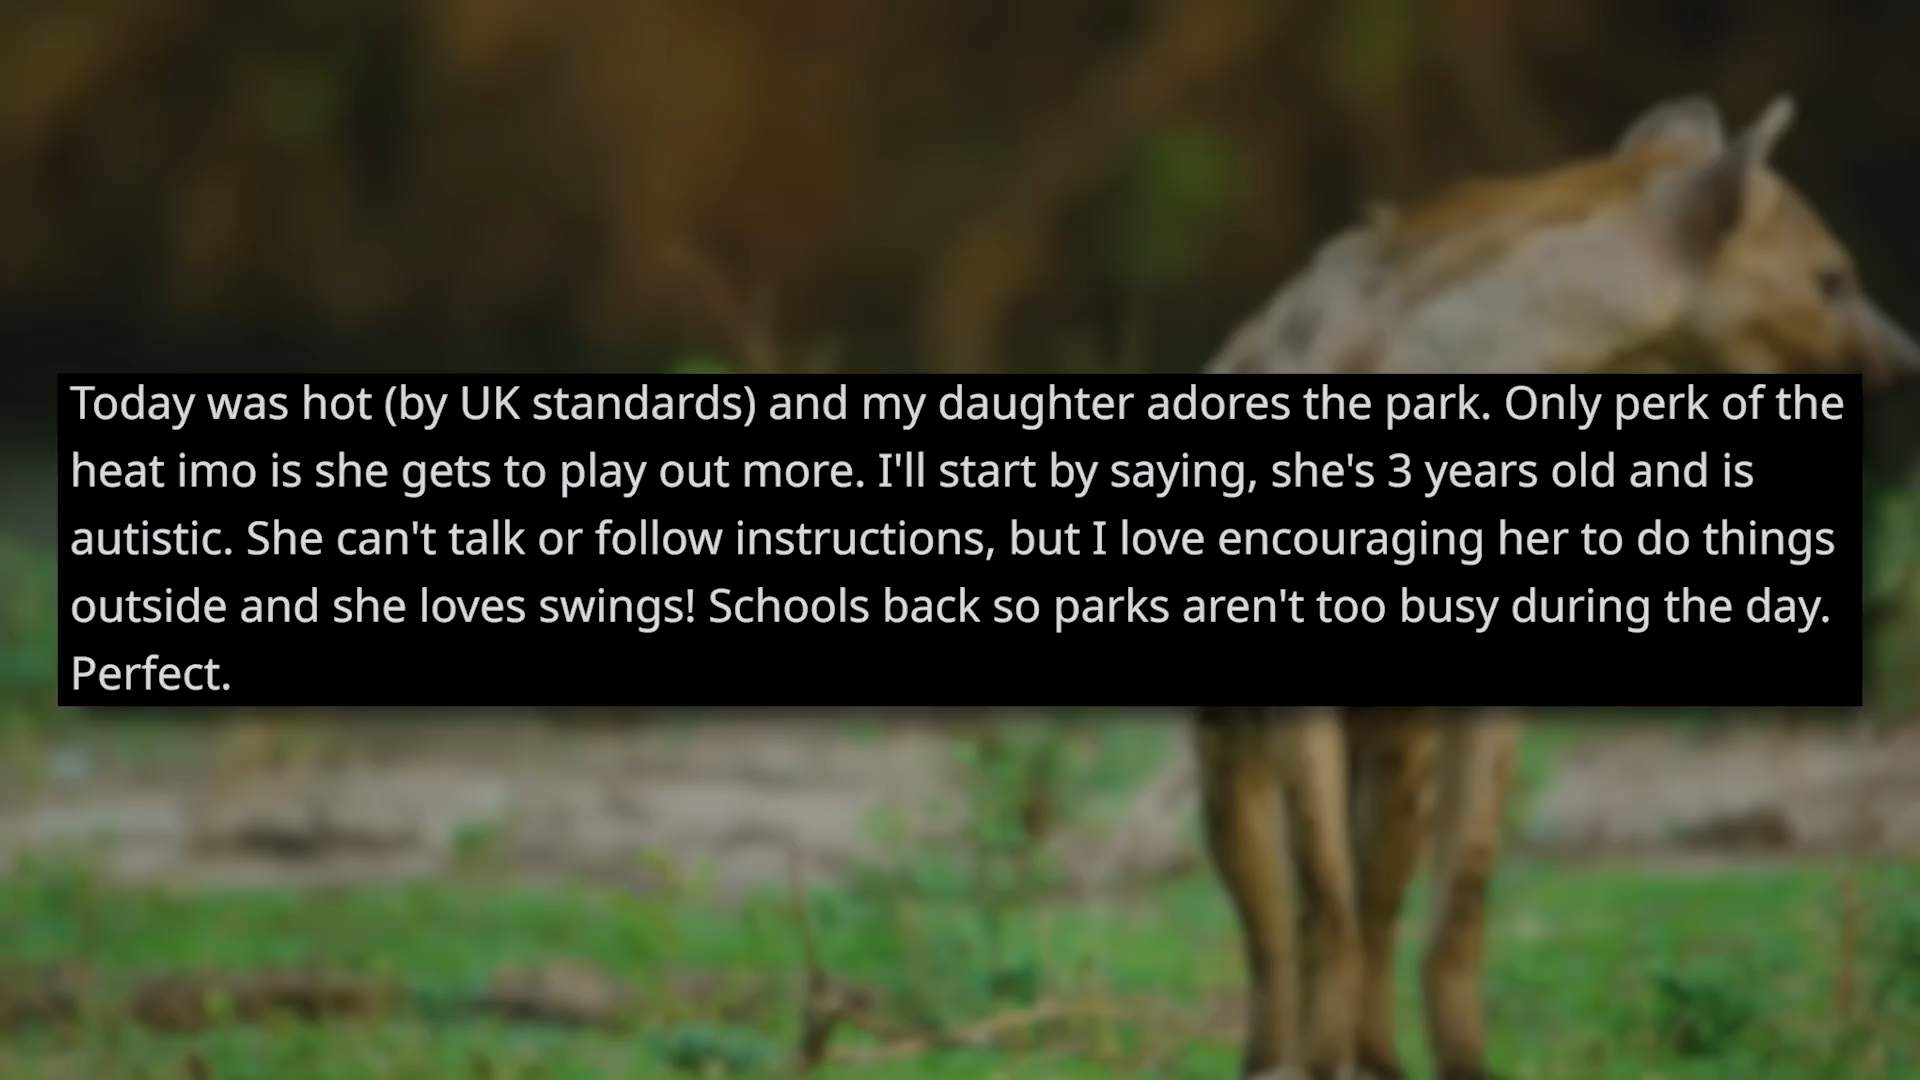 Today was hot (by UK standards) and my daughter adores the park. Only perk of the
heat imo is she gets to play out more. I'll start by saying, she's 3 years old and is
autistic. She can't talk or follow instructions, but I love encouraging her to do things
outside and she loves swings! Schools back so parks aren't too busy during the day.
Perfect.